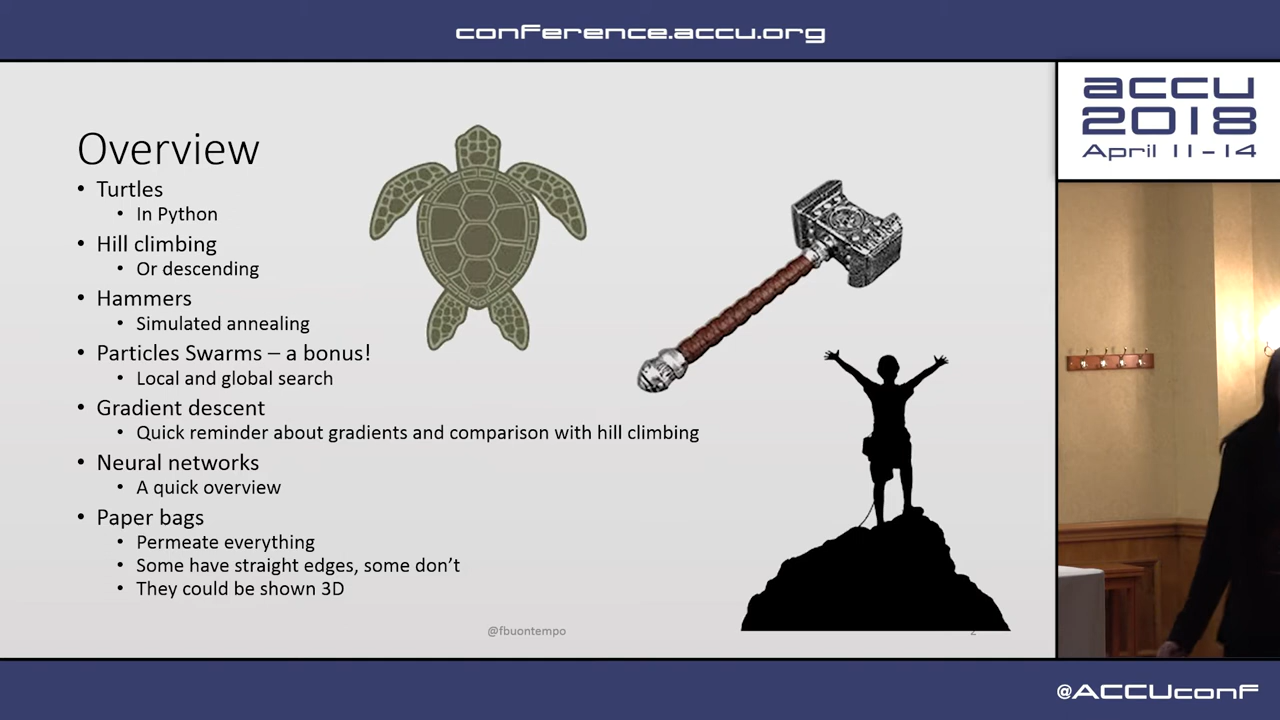 conference.accu.org
accu
2018
April 11-14
Overview
• Turtles
• In Python
• Hill climbing
• Or descending
• Hammers
• Simulated annealing
• Particles Swarms – a bonus!
• Local and global search
• Gradient descent
• Quick reminder about gradients and comparison with hill climbing
• Neural networks
• A quick overview
• Paper bags
• Permeate everything
• Some have straight edges, some don't
• They could be shown 3D
@fbuontempo
2
@ACCUconf